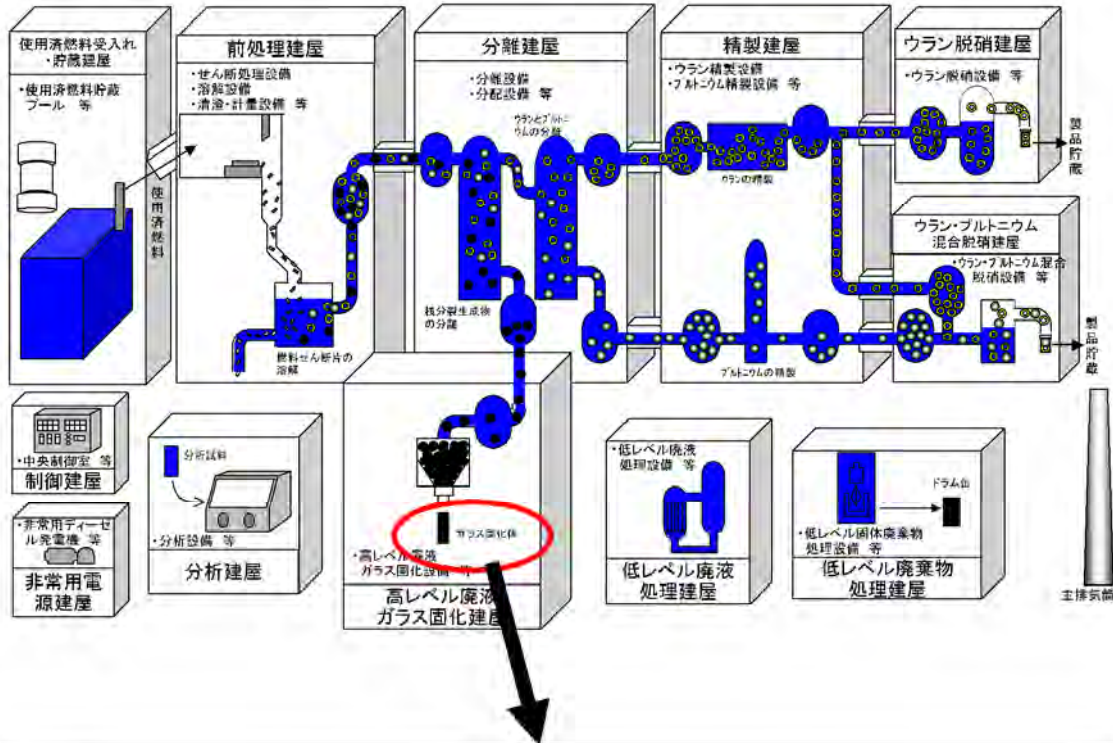 使用済燃料受入れ
・貯蔵建屋
・使用済燃料貯蔵
プール 等
使用済燃料
前処理建屋
・せん断処理設備
・溶解設備
・清澄・計量設備 等
燃料せん断片の
溶解
分離建屋
・分離設備
・分配設備 等
ウランとプルトニ
ウムの分離
核分裂生成物
の分離
精製建屋
・ウラン精製設備
・プルトニウム精製設備 等
ウランの精製
プルトニウムの精製
ウラン脱硝建屋
・ウラン脱硝設備 等
製品貯蔵
ウラン・プルトニウム
混合脱硝建屋
・ウラン・プルトニウム混合
脱硝設備 等
製品貯蔵
・中央制御室 等
制御建屋
・非常用ディーゼ
ル発電機 等
非常用電
源建屋
分析試料
・分析設備 等
分析建屋
ガラス固化体
・高レベル廃液
ガラス固化設備 等
高レベル廃液
ガラス固化建屋
・低レベル廃液
処理設備 等
低レベル廃液
処理建屋
ドラム缶
・低レベル固体廃棄物
処理設備 等
低レベル廃棄物
処理建屋
主排気筒